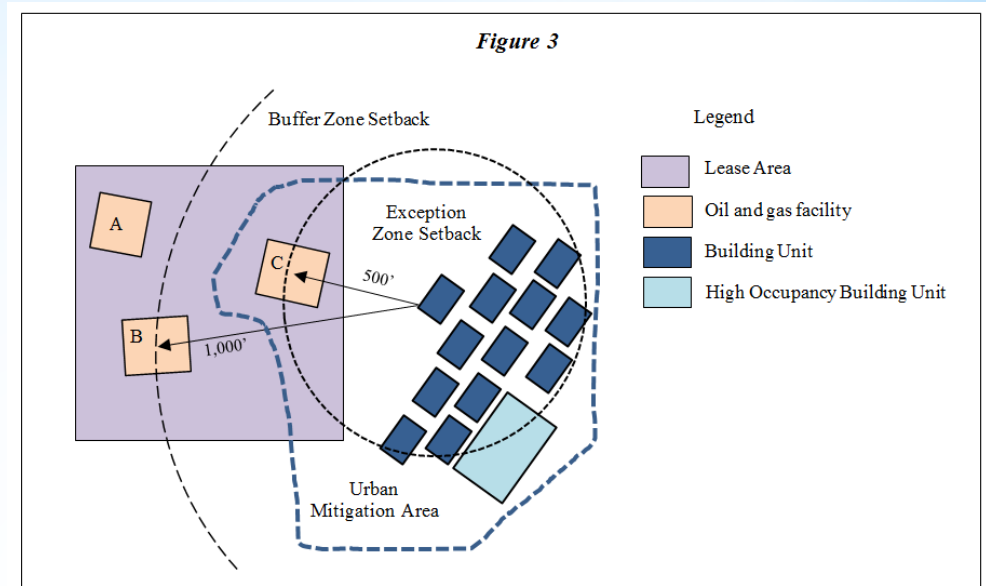 Figure 3
Buffer Zone Setback
Legend
Lease Area
Oil and gas facility
Building Unit
High Occupancy Building Unit
Exception
Zone Setback
A
B
C
500’
1,000’
Urban
Mitigation Area